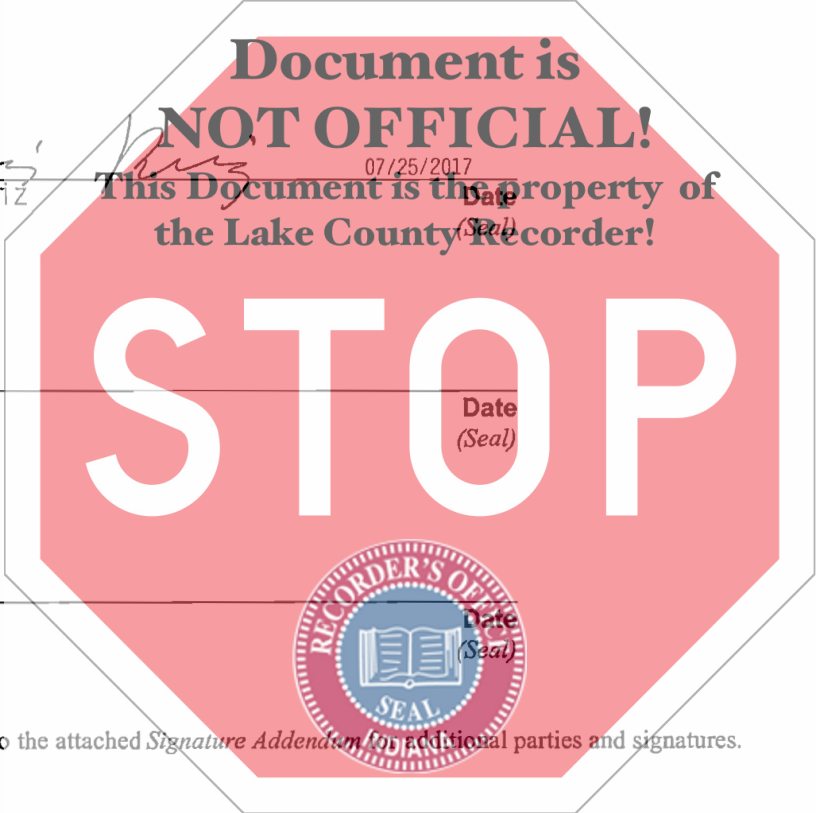 Document is
NOT OFFICIAL!
07/25/2017
This Document is the property of
Date
the Lake County Recorder!
(Seal)
STOP
Date
(Seal)
RECORDER'S OFFICE
Date
(Seal)
SEAL
INDIANA
the attached Signature Addendum for additional parties and signatures.